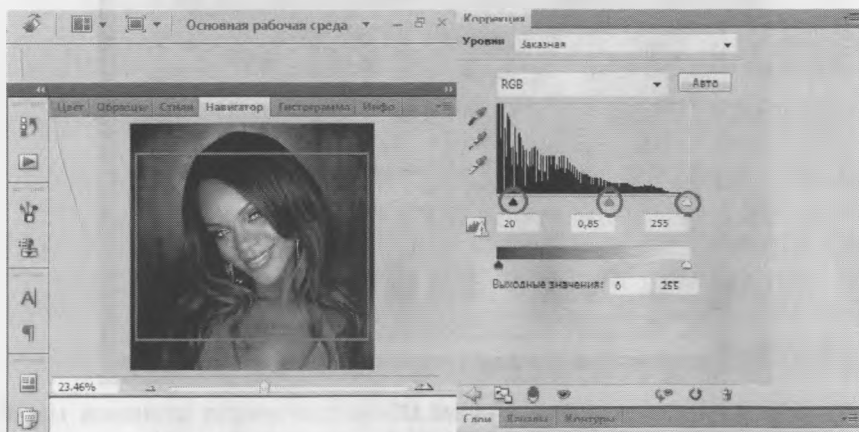 Основная рабочая среда
Цвет Образцы Стили Навигатор Гистограмма Инфо
23.46%
Коррекция
Уровни Заказная
RGB Авто
20 0,85 255
Выходные значения: 0 255
Слои Каналы Контуры